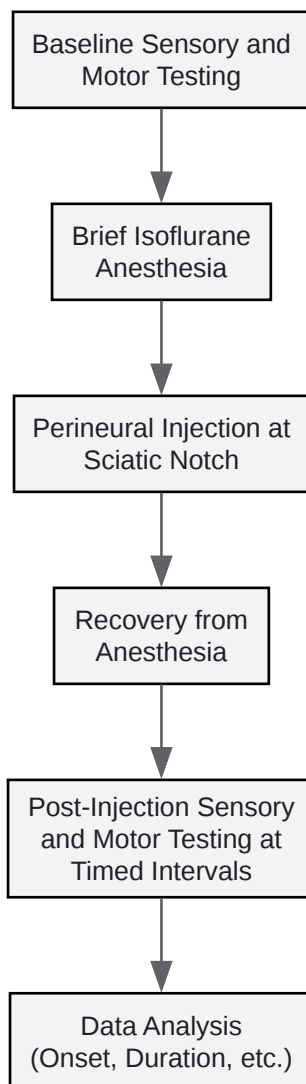 Baseline Sensory and
Motor Testing
Brief Isoflurane
Anesthesia
Perineural Injection at
Sciatic Notch
Recovery from
Anesthesia
Post-Injection Sensory
and Motor Testing at
Timed Intervals
Data Analysis
(Onset, Duration, etc.)